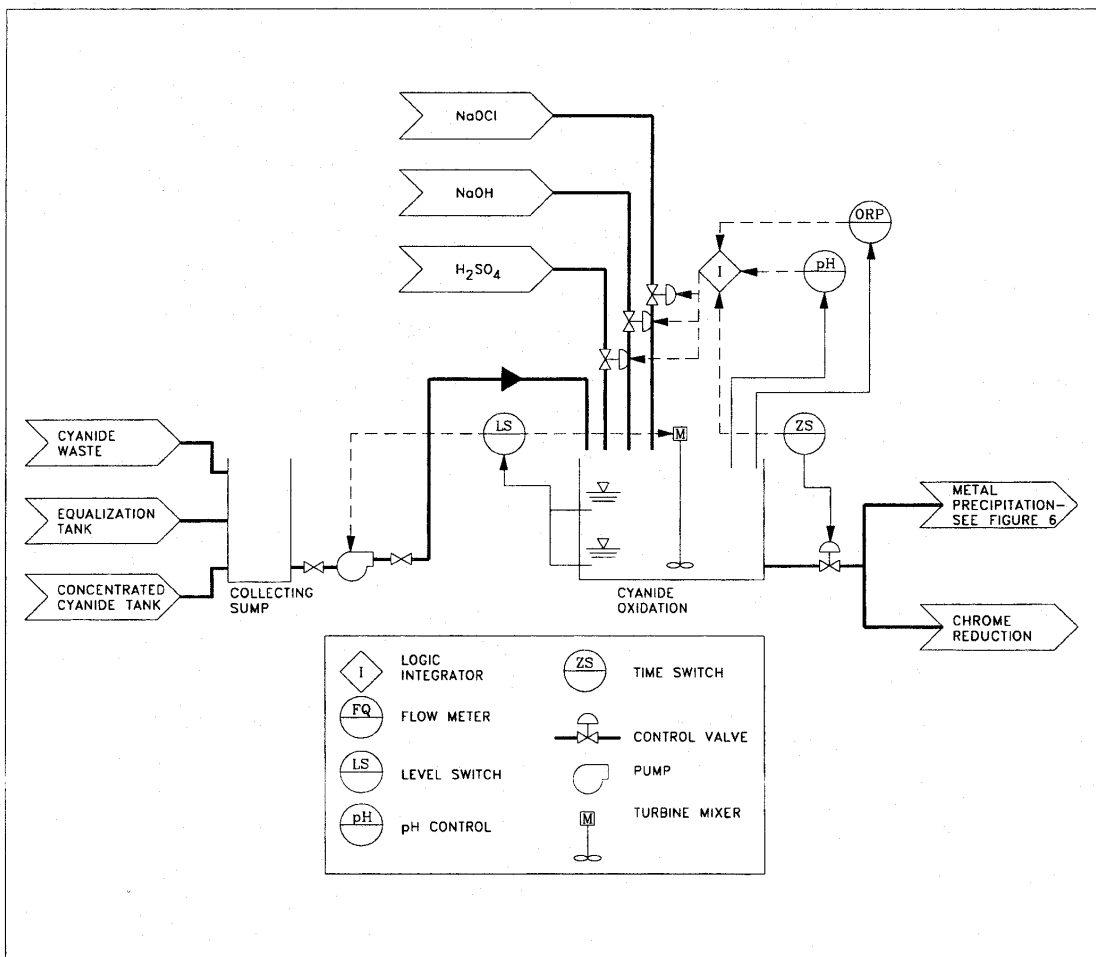 NaOCl
NaOH
H₂SO₄
ORP
pH
I
LS
M
ZS
CYANIDE
WASTE
EQUALIZATION
TANK
CONCENTRATED
CYANIDE TANK
COLLECTING
SUMP
CYANIDE
OXIDATION
METAL
PRECIPITATION—
SEE FIGURE 6
CHROME
REDUCTION
I
LOGIC
INTEGRATOR
FQ
FLOW METER
LS
LEVEL SWITCH
pH
pH CONTROL
ZS
TIME SWITCH
CONTROL VALVE
PUMP
M
TURBINE MIXER